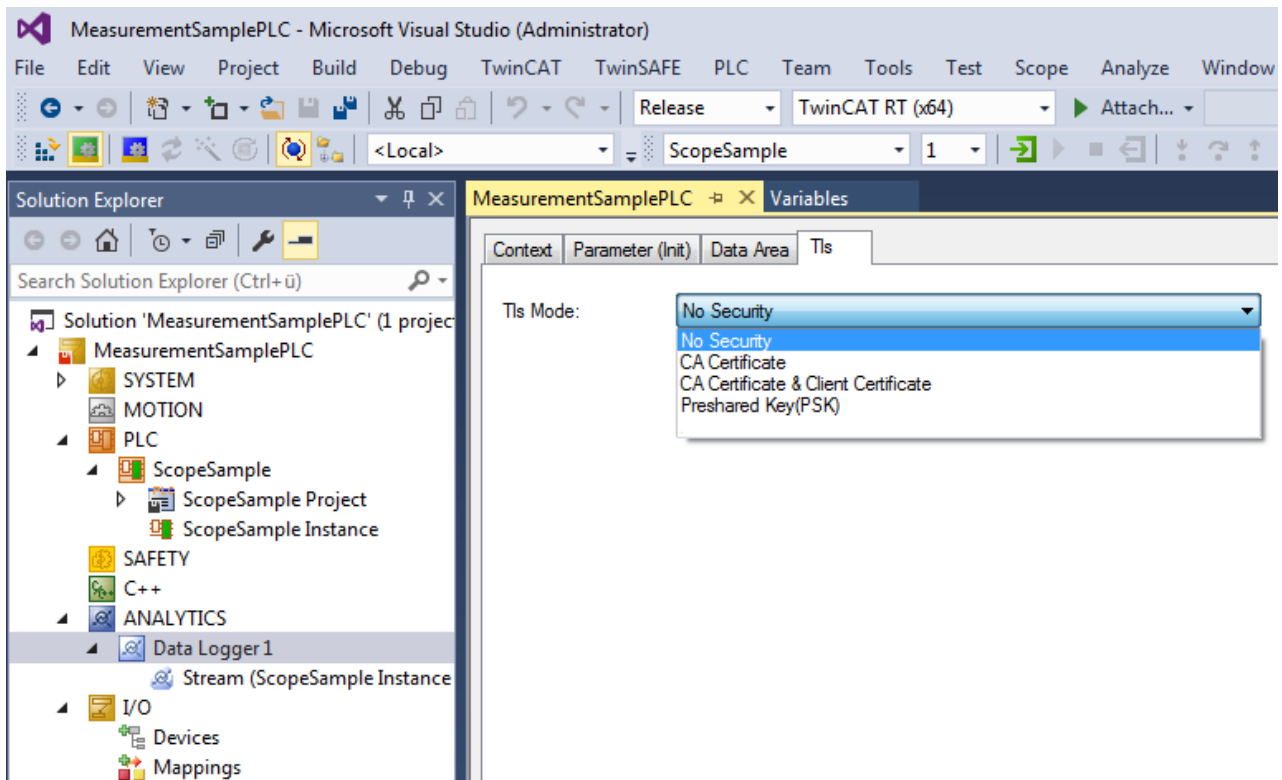 MeasurementSamplePLC - Microsoft Visual Studio (Administrator)
File Edit View Project Build Debug TwinCAT TwinSAFE PLC Team Tools Test Scope Analyze Window
Release TwinCAT RT (x64) Attach...
<Local> ScopeSample 1
Solution Explorer
Search Solution Explorer (Ctrl+ü)
Solution 'MeasurementSamplePLC' (1 projec
MeasurementSamplePLC
SYSTEM
MOTION
PLC
ScopeSample
ScopeSample Project
ScopeSample Instance
SAFETY
C++
ANALYTICS
Data Logger 1
Stream (ScopeSample Instance
I/O
Devices
Mappings
MeasurementSamplePLC Variables
Context Parameter (Init) Data Area Tls
Tls Mode: No Security
No Security
CA Certificate
CA Certificate & Client Certificate
Preshared Key(PSK)